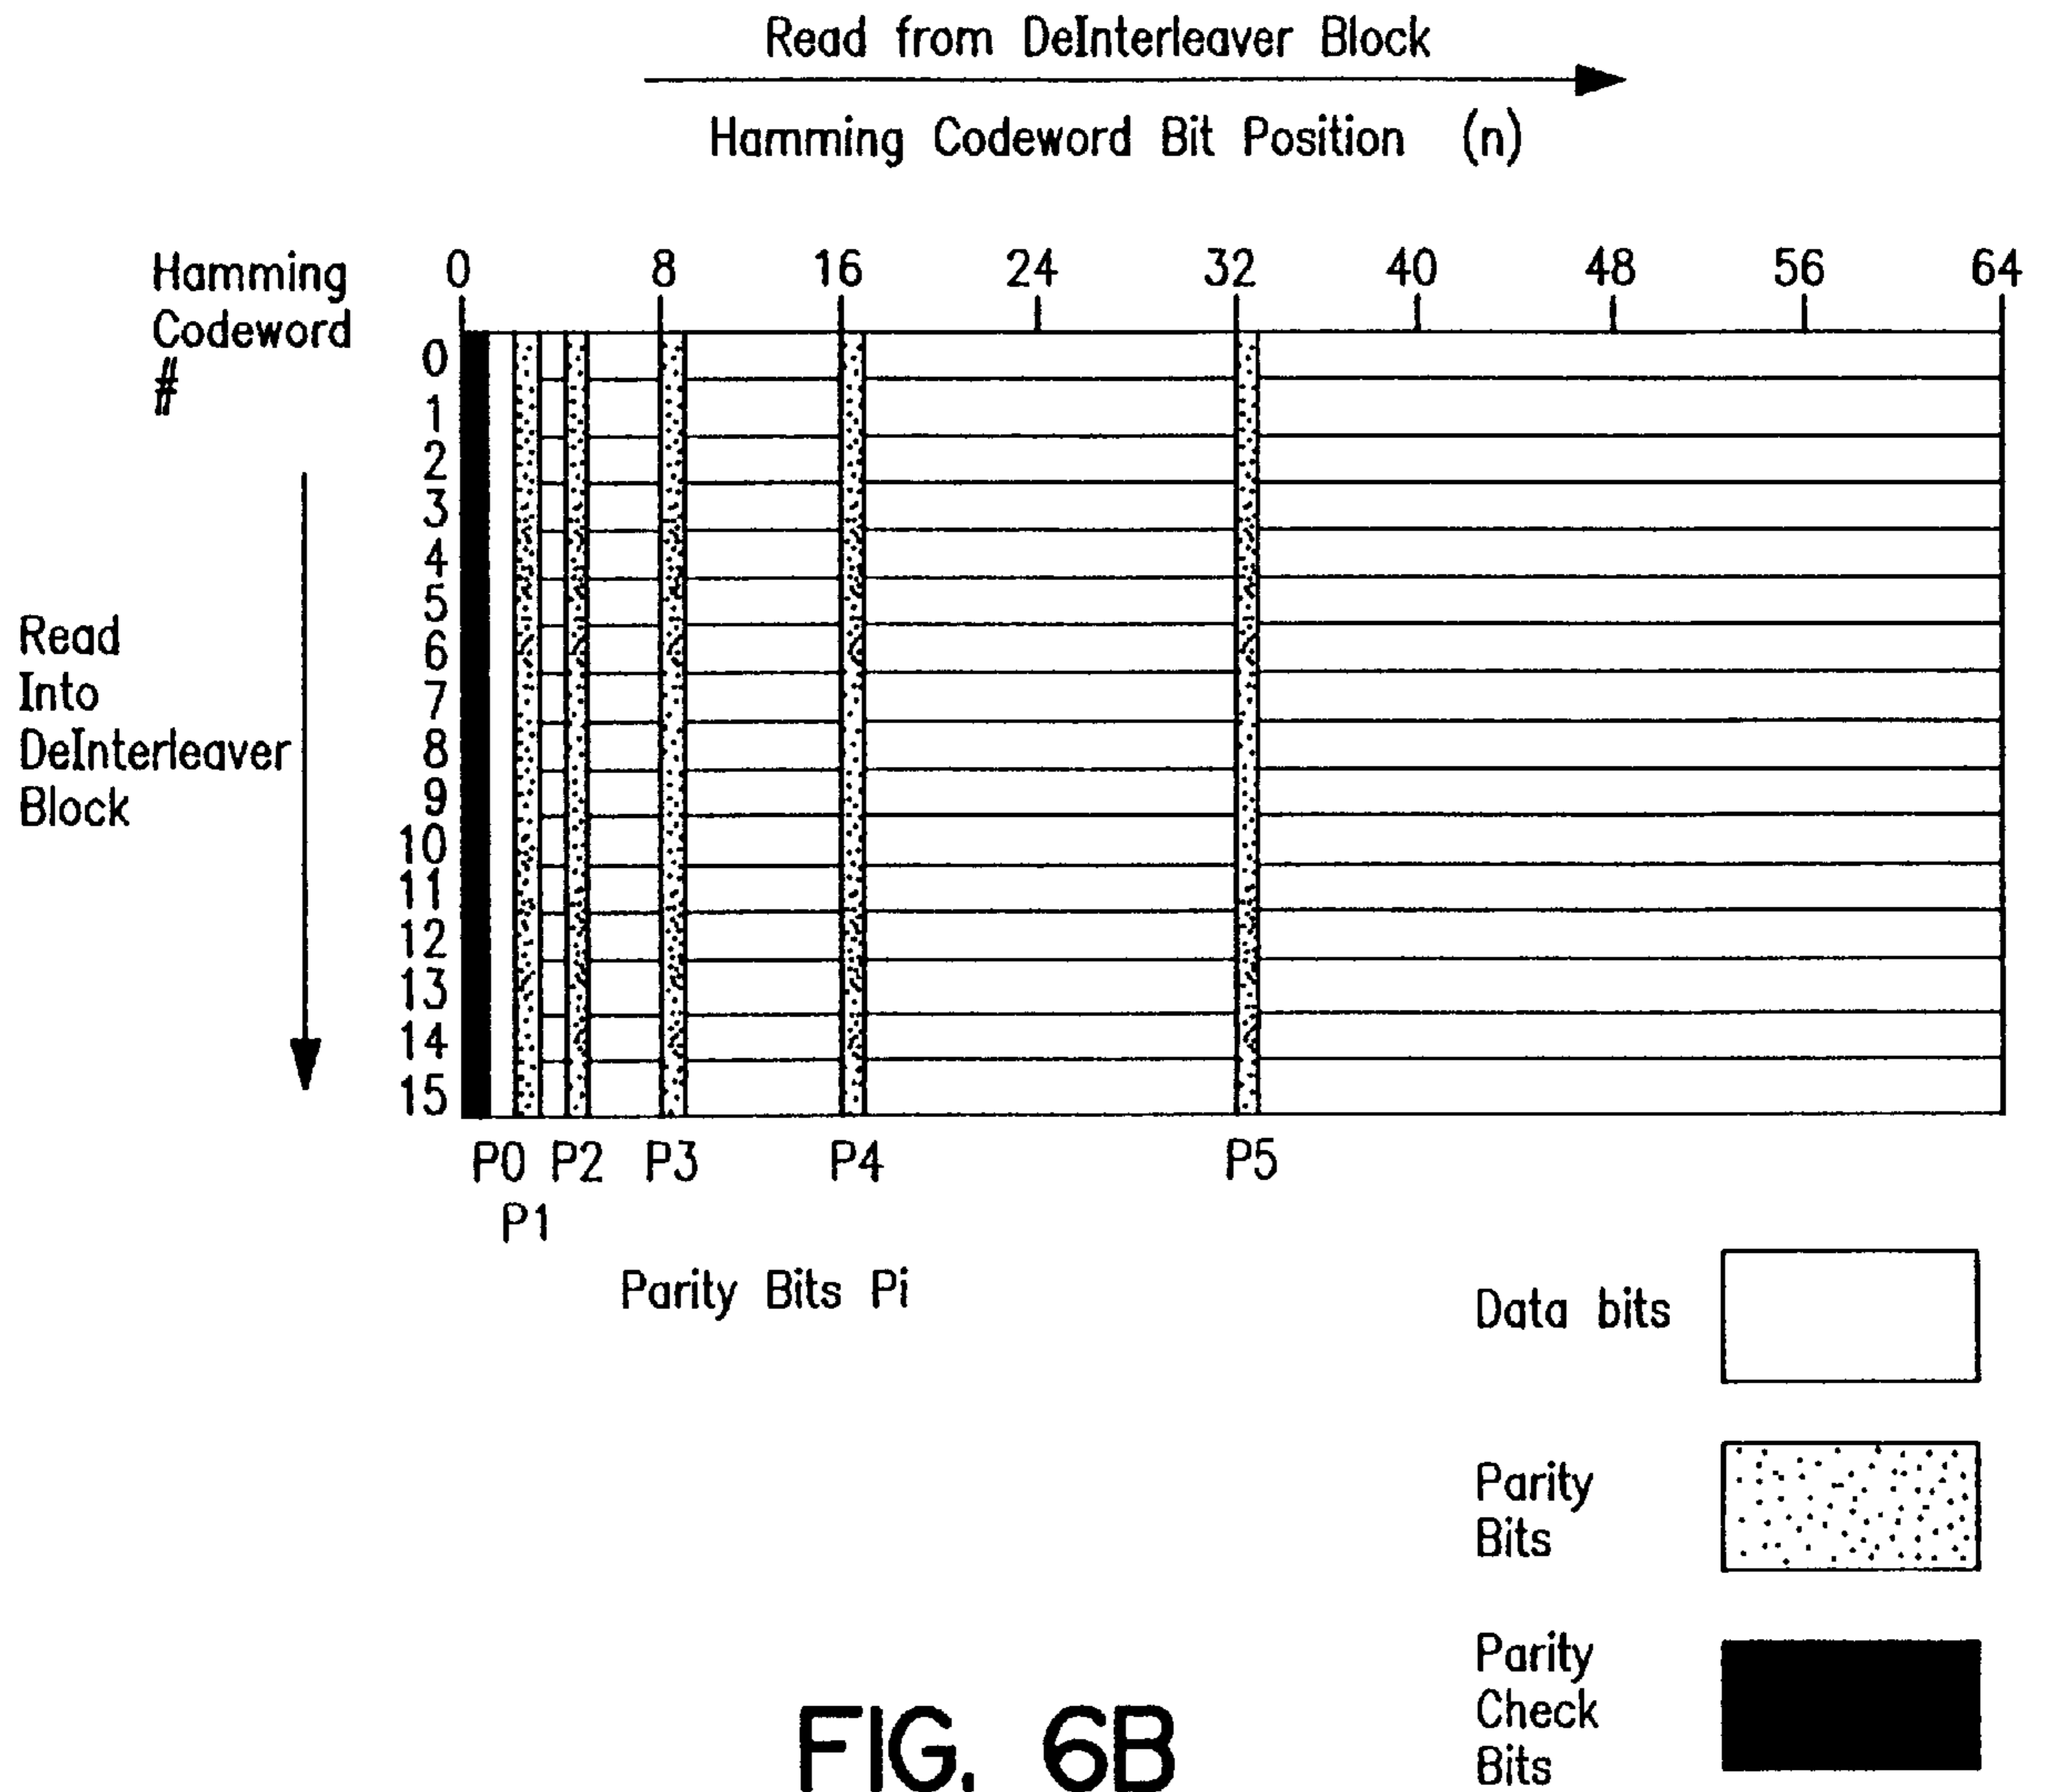 Read from DeInterleaver Block
Hamming Codeword Bit Position (n)
Hamming
Codeword
#
0 8 16 24 32 40 48 56 64
0
1
2
3
4
5
6
7
8
9
10
11
12
13
14
15
Read
Into
DeInterleaver
Block
P0 P2 P3 P4 P5
P1
Parity Bits Pi
Data bits
Parity
Bits
Parity
Check
Bits
FIG. 6B